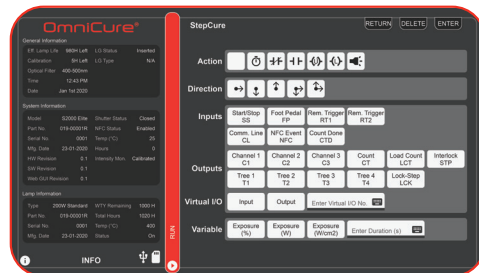 OmniCure®
General Information
Eff. Lamp Life 980H Left LG Status Inserted
Calibration 5H Left LG Type N/A
Optical Filter 400-500nm
Time 12:43 PM
Date Jan 1st 2020
System Information
Model S2000 Elite Shutter Status Closed
Part No. 019-00001R NFC Status Enabled
Serial No. 0001 Temp (°C) 25
Mfg. Date 23-01-2020 Hours 0
HW Revision 0.1 Intensity Mon. Calibrated
SW Revision 0.1
Web GUI Revision 0.1
Lamp Information
Type 200W Standard WTY Remaining 1000 H
Part No. 019-00001R Total Hours 1020 H
Serial No. 0001 Temp (°C) 400
Mfg. Date 23-01-2020 Status On
INFO
RUN
StepCure
RETURN DELETE ENTER
Action
Direction
Inputs
Start/Stop SS
Foot Pedal FP
Rem. Trigger RT1
Rem. Trigger RT2
Comm. Line CL
NFC Event NFC
Count Done CTD
Outputs
Channel 1 C1
Channel 2 C2
Channel 3 C3
Count CT
Load Count LCT
Interlock STP
Tree 1 T1
Tree 2 T2
Tree 3 T3
Tree 4 T4
Lock-Step LCK
Virtual I/O
Input
Output
Enter Virtual I/O No.
Variable
Exposure (%)
Exposure (W)
Exposure (W/cm2)
Enter Duration (s)